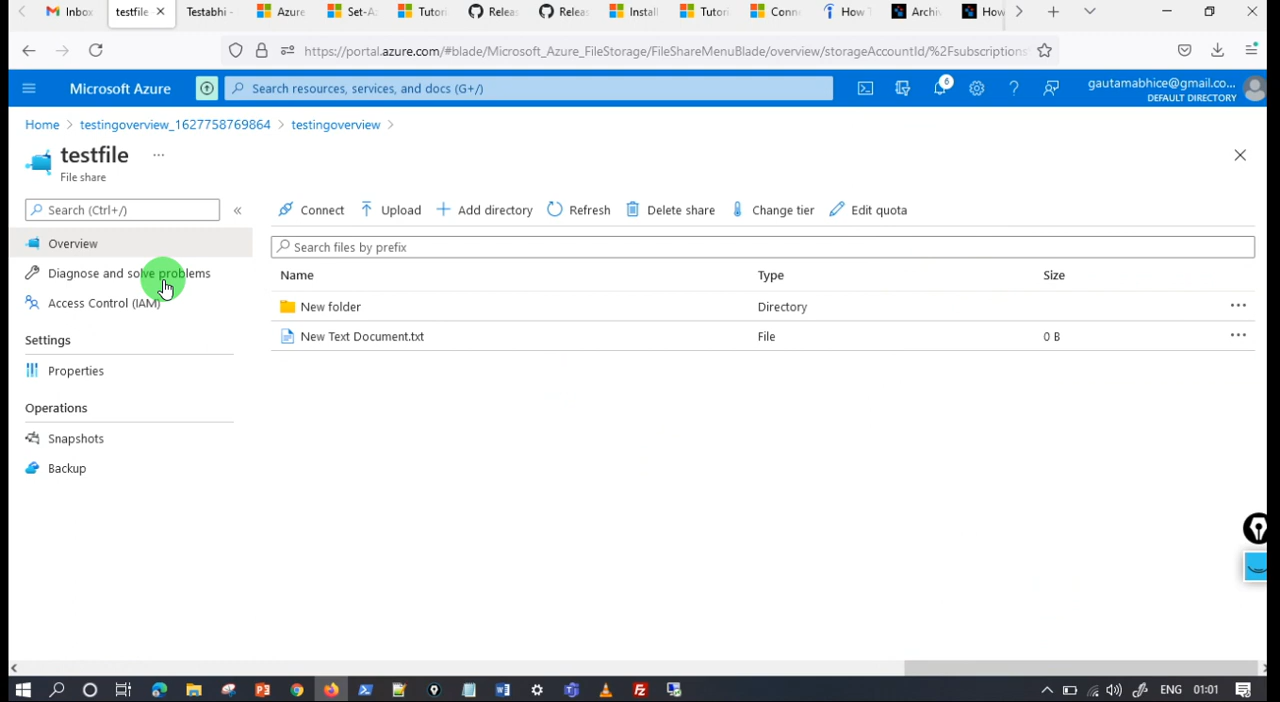 Inbox
testfile
Testabhi -
Azure
Set-A
Tutori
Releas
Releas
Install
Tutori
Conne
How T
Archi
How
https://portal.azure.com/#blade/Microsoft_Azure_FileStorage/FileShareMenuBlade/overview/storageAccountId/%2Fsubscriptions
Microsoft Azure
Search resources, services, and docs (G+/)
6
gautamabhice@gmail.co...
DEFAULT DIRECTORY
Home > testingoverview_1627758769864 > testingoverview >
testfile ...
File share
Search (Ctrl+/)
«
Connect
Upload
Add directory
Refresh
Delete share
Change tier
Edit quota
Overview
Search files by prefix
Diagnose and solve problems
Name Type Size
Access Control (IAM)
New folder Directory
Settings
New Text Document.txt File 0 B
Properties
Operations
Snapshots
Backup
ENG 01:01